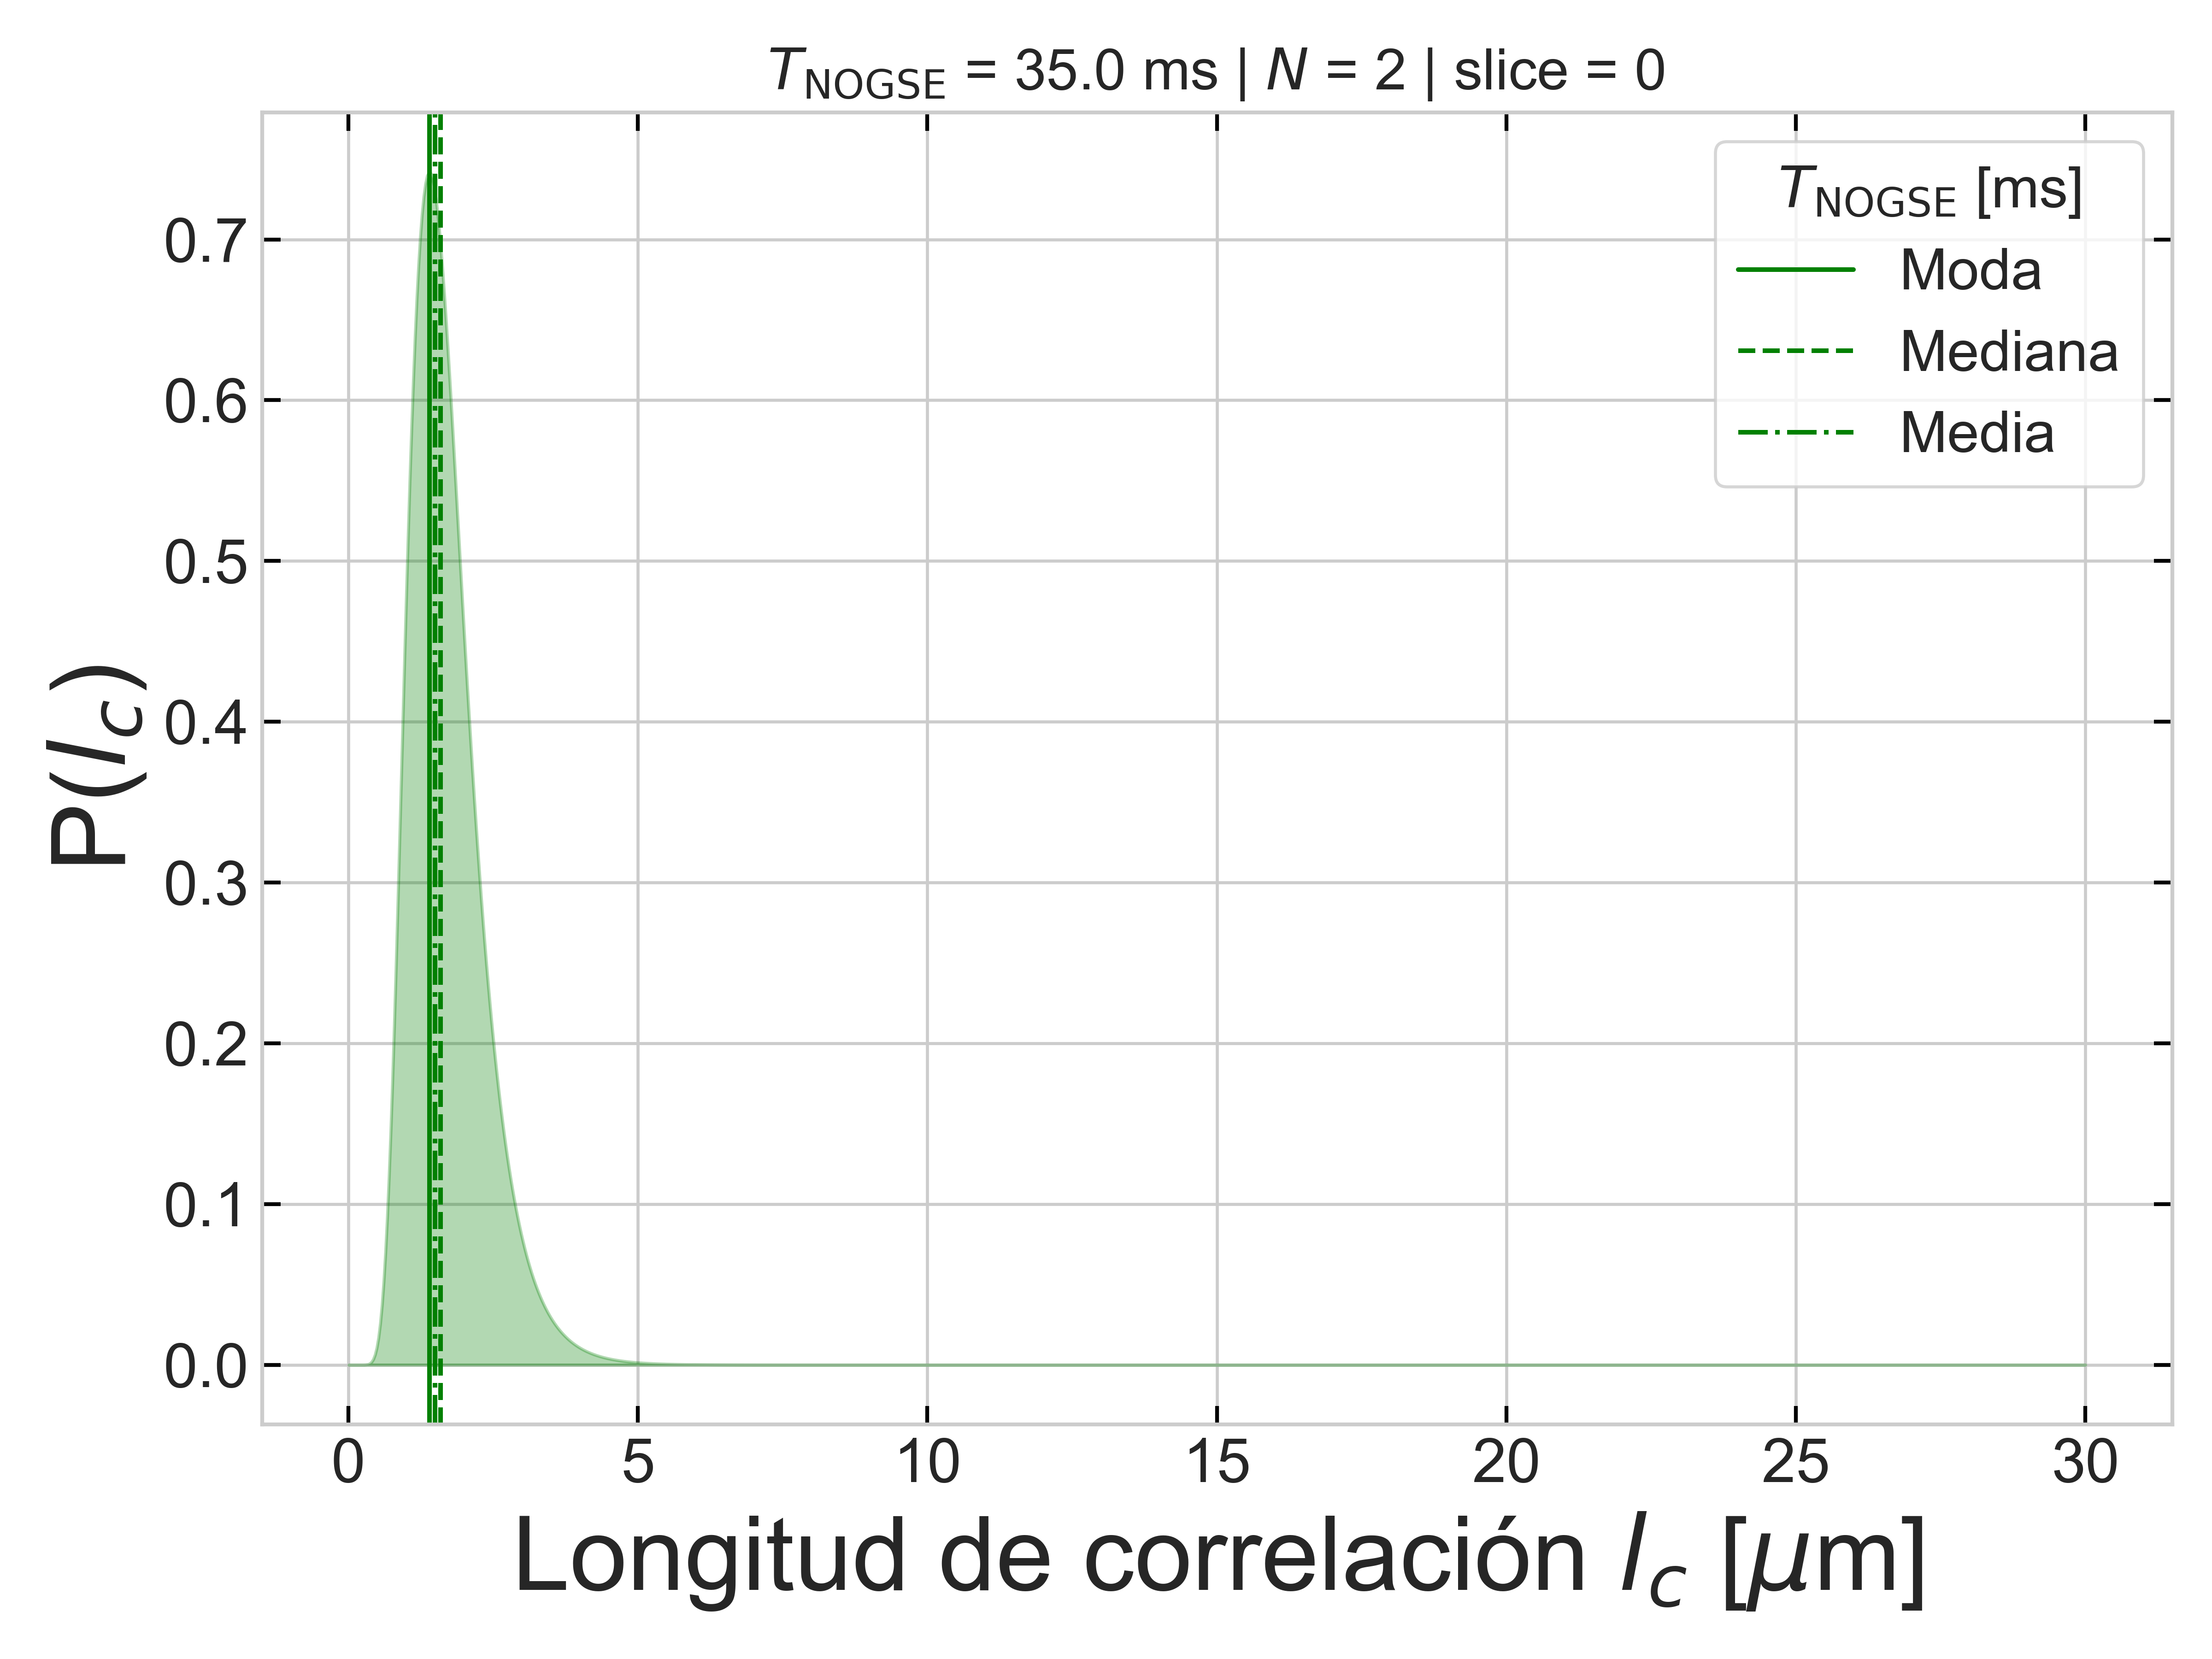 T_NOGSE = 35.0 ms | N = 2 | slice = 0
T_NOGSE [ms]
Moda
Mediana
Media
P(l_c)
0.7
0.6
0.5
0.4
0.3
0.2
0.1
0.0
0 5 10 15 20 25 30
Longitud de correlación l_c [μm]